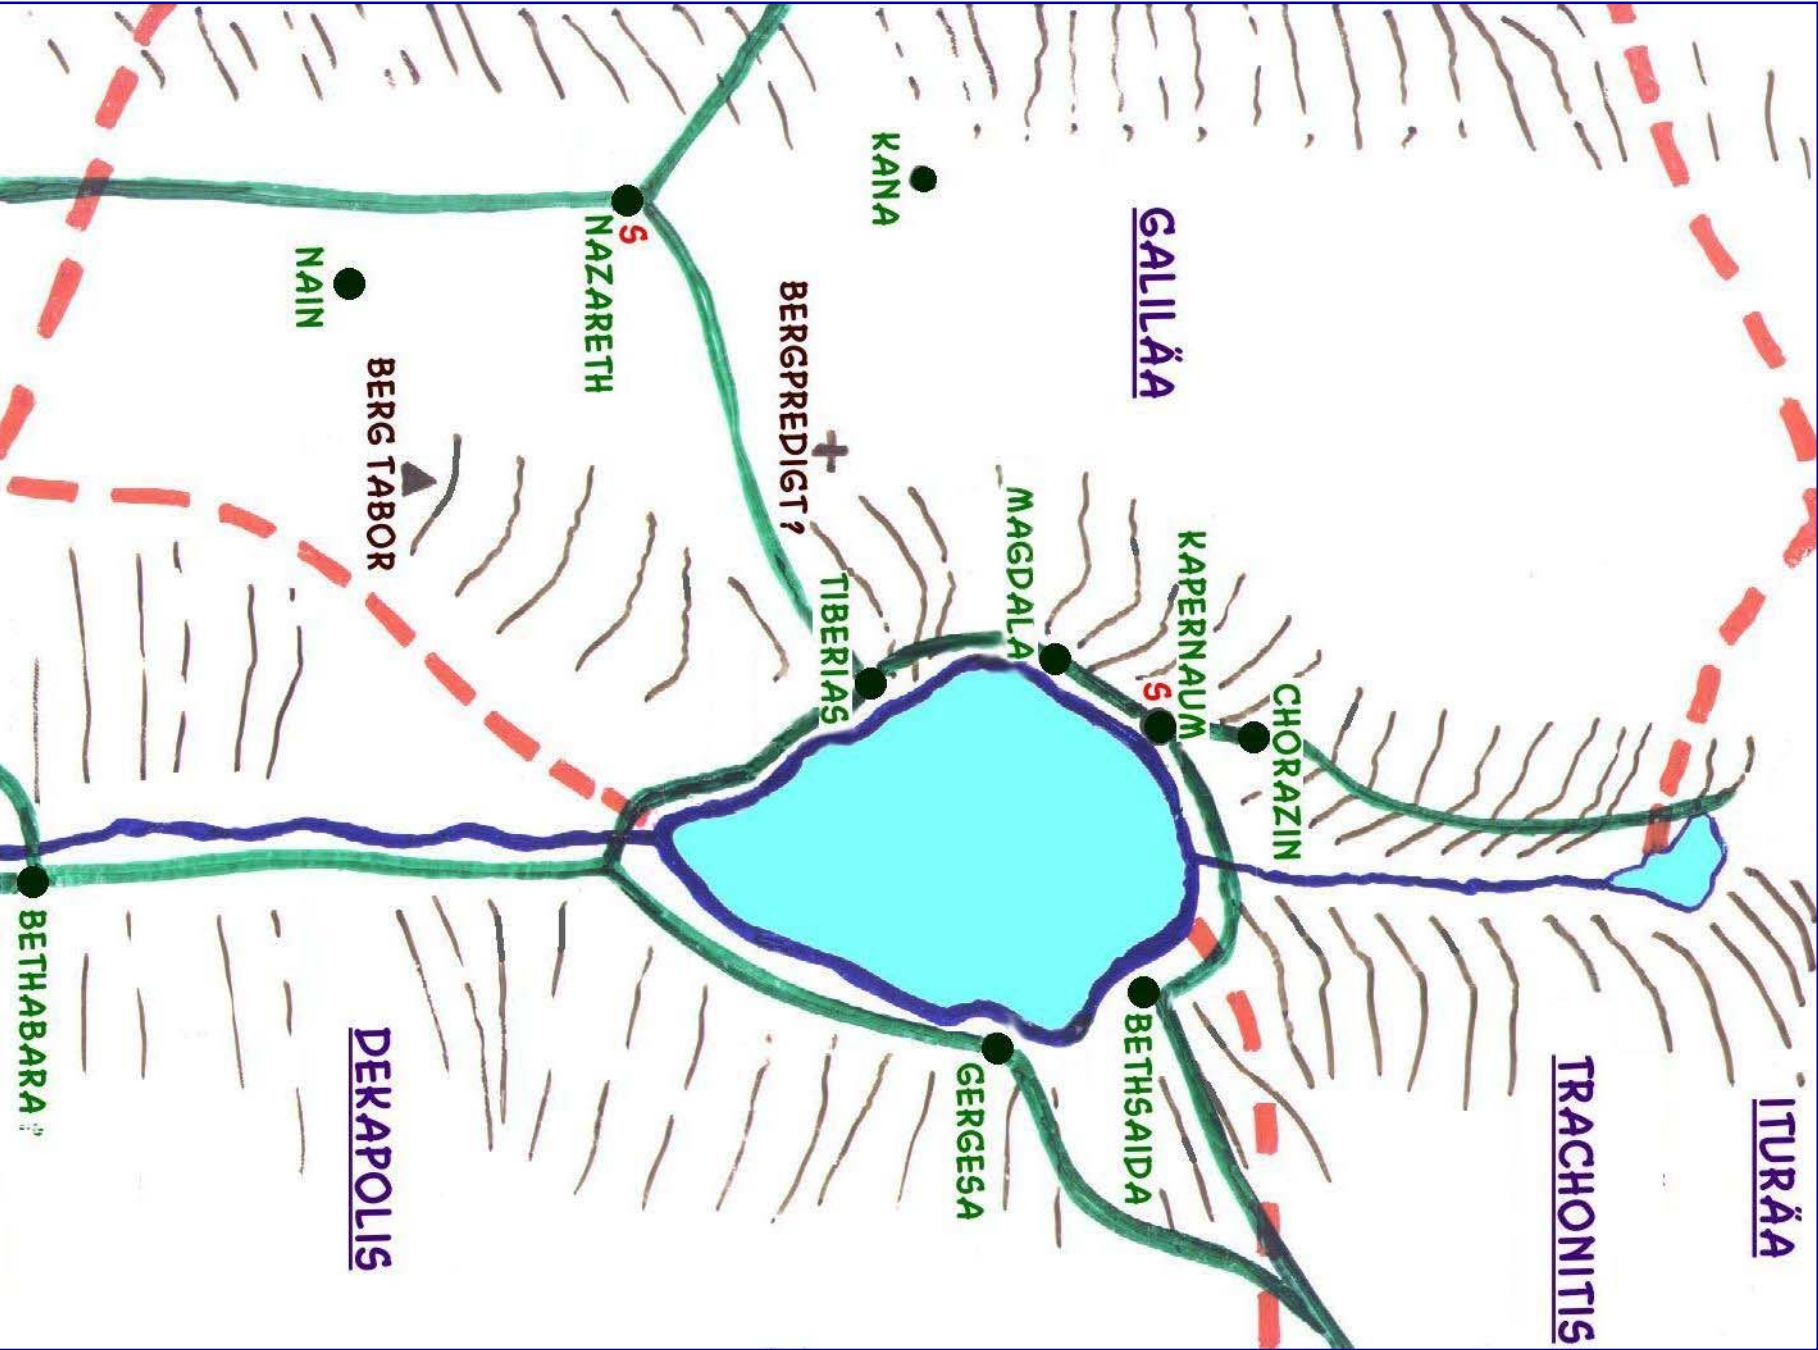 ITURÄA
TRACHONITIS
CHORAZIN
KAPERNAUM
GALILÄA
S
BETHSAIDA
MAGDALA
GERGESA
KANA
TIBERIAS
BERGPREDIGT?
S
NAZARETH
BERG TABOR
DEKAPOLIS
NAIN
BETHABARA?